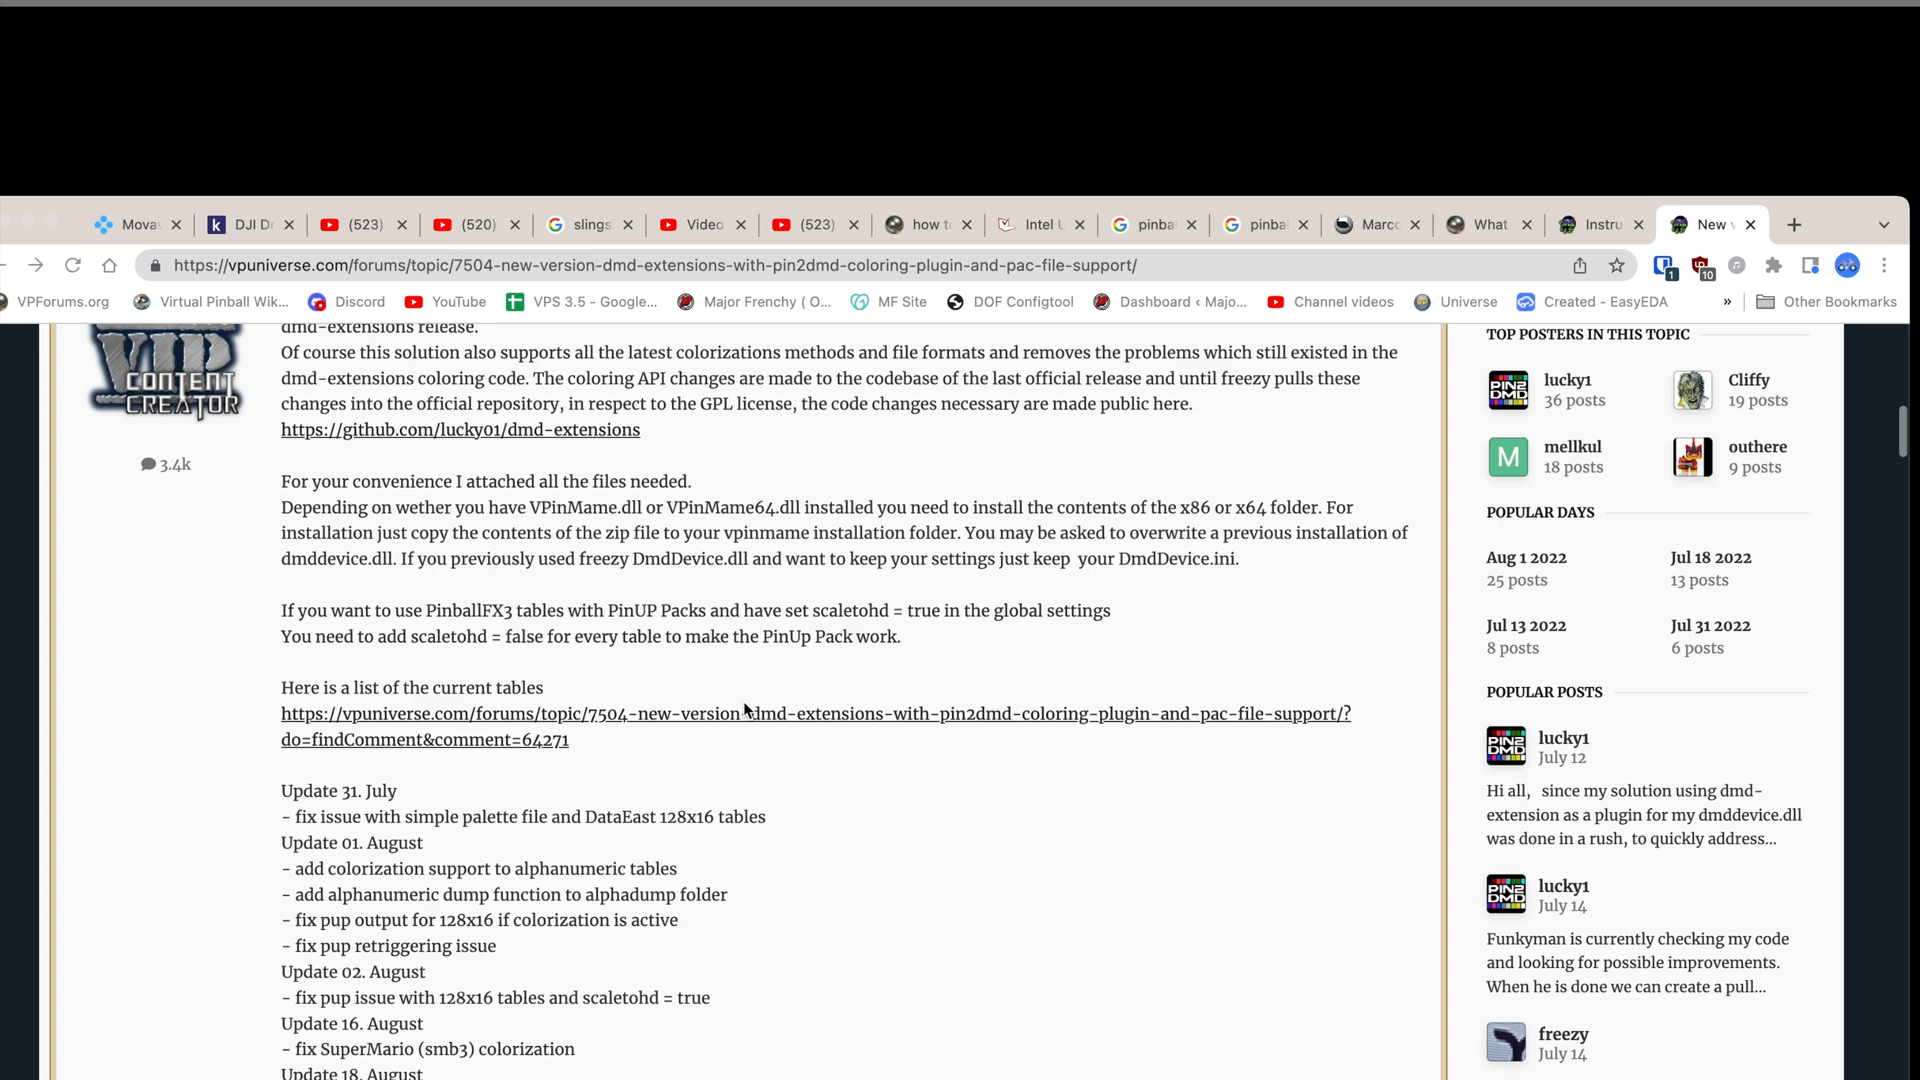 Mova
DJI Dr
(523)
(520)
slings
Video
(523)
how to
Intel U
pinba
pinba
Marco
What
Instru
New v
https://vpuniverse.com/forums/topic/7504-new-version-dmd-extensions-with-pin2dmd-coloring-plugin-and-pac-file-support/
1
10
VPForums.org
Virtual Pinball Wik...
Discord
YouTube
VPS 3.5 - Google...
Major Frenchy ( O...
MF Site
DOF Configtool
Dashboard ‹ Majo...
Channel videos
Universe
Created - EasyEDA
»
Other Bookmarks
VIP
CONTENT
CREATOR
3.4k
dmd-extensions release.
Of course this solution also supports all the latest colorizations methods and file formats and removes the problems which still existed in the
dmd-extensions coloring code. The coloring API changes are made to the codebase of the last official release and until freezy pulls these
changes into the official repository, in respect to the GPL license, the code changes necessary are made public here.
https://github.com/lucky01/dmd-extensions
For your convenience I attached all the files needed.
Depending on wether you have VPinMame.dll or VPinMame64.dll installed you need to install the contents of the x86 or x64 folder. For
installation just copy the contents of the zip file to your vpinmame installation folder. You may be asked to overwrite a previous installation of
dmddevice.dll. If you previously used freezy DmdDevice.dll and want to keep your settings just keep your DmdDevice.ini.
If you want to use PinballFX3 tables with PinUP Packs and have set scaletohd = true in the global settings
You need to add scaletohd = false for every table to make the PinUp Pack work.
Here is a list of the current tables
https://vpuniverse.com/forums/topic/7504-new-version-dmd-extensions-with-pin2dmd-coloring-plugin-and-pac-file-support/?
do=findComment&comment=64271
Update 31. July
- fix issue with simple palette file and DataEast 128x16 tables
Update 01. August
- add colorization support to alphanumeric tables
- add alphanumeric dump function to alphadump folder
- fix pup output for 128x16 if colorization is active
- fix pup retriggering issue
Update 02. August
- fix pup issue with 128x16 tables and scaletohd = true
Update 16. August
- fix SuperMario (smb3) colorization
Update 18. August
TOP POSTERS IN THIS TOPIC
PIN2
DMD
lucky1
36 posts
Cliffy
19 posts
M
mellkul
18 posts
outhere
9 posts
POPULAR DAYS
Aug 1 2022
25 posts
Jul 18 2022
13 posts
Jul 13 2022
8 posts
Jul 31 2022
6 posts
POPULAR POSTS
PIN2
DMD
lucky1
July 12
Hi all, since my solution using dmd-
extension as a plugin for my dmddevice.dll
was done in a rush, to quickly address...
PIN2
DMD
lucky1
July 14
Funkyman is currently checking my code
and looking for possible improvements.
When he is done we can create a pull...
freezy
July 14